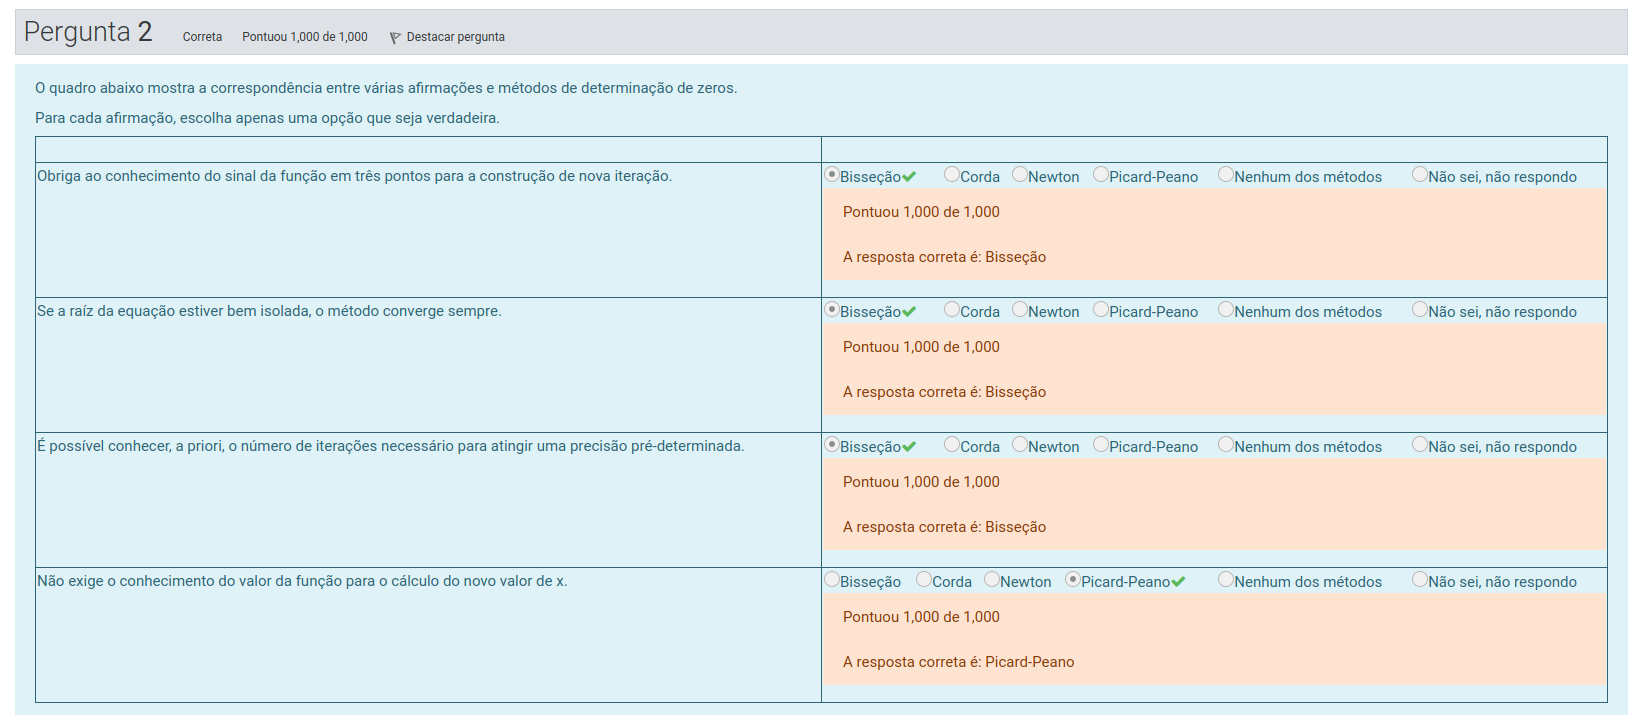 Pergunta 2 Correta Pontuou 1,000 de 1,000 Destacar pergunta
O quadro abaixo mostra a correspondência entre várias afirmações e métodos de determinação de zeros.
Para cada afirmação, escolha apenas uma opção que seja verdadeira.
Obriga ao conhecimento do sinal da função em três pontos para a construção de nova iteração.
Bisseção Corda Newton Picard-Peano Nenhum dos métodos Não sei, não respondo
Pontuou 1,000 de 1,000
A resposta correta é: Bisseção
Se a raíz da equação estiver bem isolada, o método converge sempre.
Bisseção Corda Newton Picard-Peano Nenhum dos métodos Não sei, não respondo
Pontuou 1,000 de 1,000
A resposta correta é: Bisseção
É possível conhecer, a priori, o número de iterações necessário para atingir uma precisão pré-determinada.
Bisseção Corda Newton Picard-Peano Nenhum dos métodos Não sei, não respondo
Pontuou 1,000 de 1,000
A resposta correta é: Bisseção
Não exige o conhecimento do valor da função para o cálculo do novo valor de x.
Bisseção Corda Newton Picard-Peano Nenhum dos métodos Não sei, não respondo
Pontuou 1,000 de 1,000
A resposta correta é: Picard-Peano